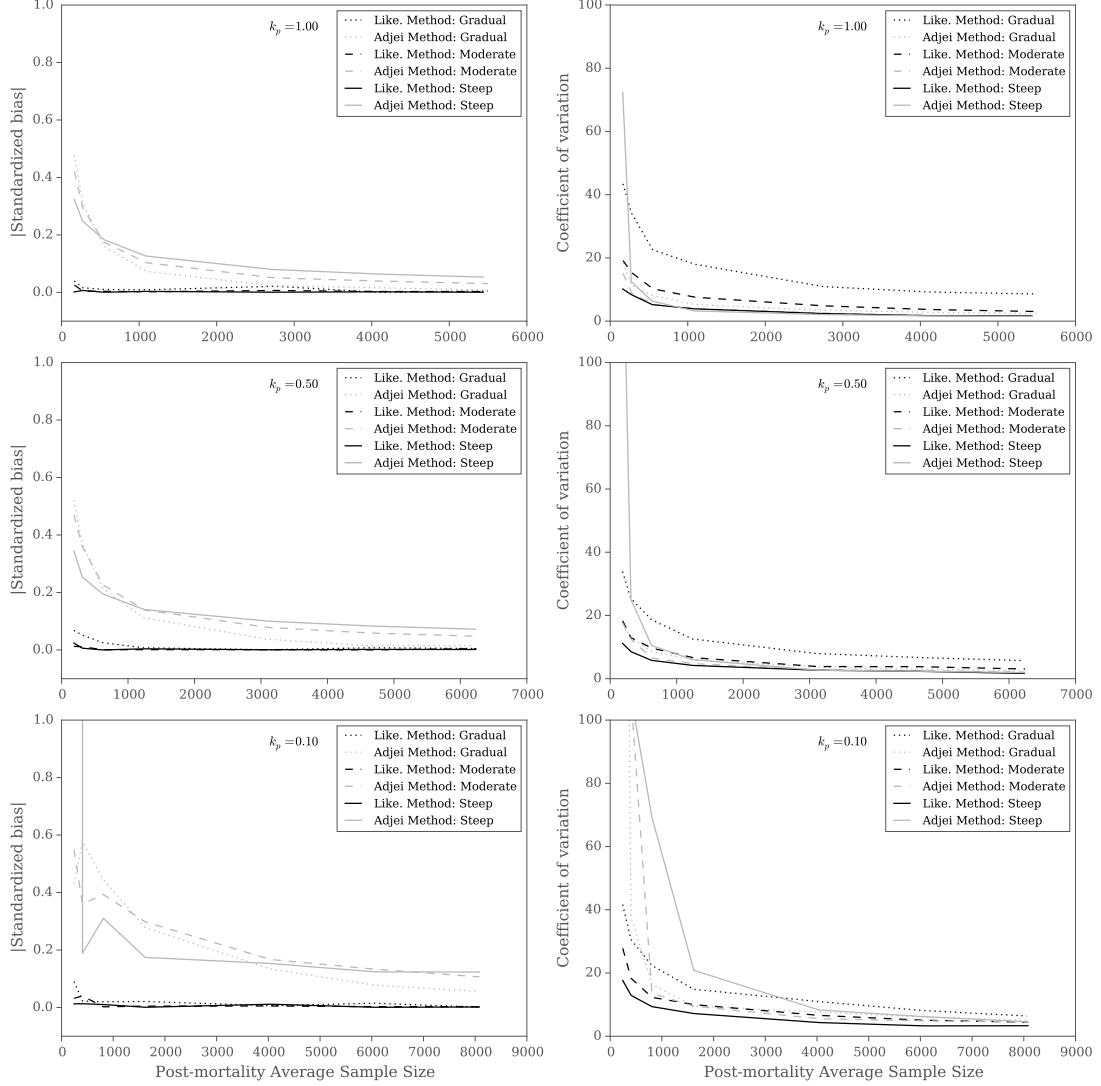 |Standardized bias|
1.0
0.8
0.6
0.4
0.2
0.0
k_p =1.00
Like. Method: Gradual
Adjei Method: Gradual
Like. Method: Moderate
Adjei Method: Moderate
Like. Method: Steep
Adjei Method: Steep
0 1000 2000 3000 4000 5000 6000
Coefficient of variation
100
80
60
40
20
0
k_p =1.00
Like. Method: Gradual
Adjei Method: Gradual
Like. Method: Moderate
Adjei Method: Moderate
Like. Method: Steep
Adjei Method: Steep
0 1000 2000 3000 4000 5000 6000
|Standardized bias|
1.0
0.8
0.6
0.4
0.2
0.0
k_p =0.50
Like. Method: Gradual
Adjei Method: Gradual
Like. Method: Moderate
Adjei Method: Moderate
Like. Method: Steep
Adjei Method: Steep
0 1000 2000 3000 4000 5000 6000 7000
Coefficient of variation
100
80
60
40
20
0
k_p =0.50
Like. Method: Gradual
Adjei Method: Gradual
Like. Method: Moderate
Adjei Method: Moderate
Like. Method: Steep
Adjei Method: Steep
0 1000 2000 3000 4000 5000 6000 7000
|Standardized bias|
1.0
0.8
0.6
0.4
0.2
0.0
k_p =0.10
Like. Method: Gradual
Adjei Method: Gradual
Like. Method: Moderate
Adjei Method: Moderate
Like. Method: Steep
Adjei Method: Steep
0 1000 2000 3000 4000 5000 6000 7000 8000 9000
Post-mortality Average Sample Size
Coefficient of variation
100
80
60
40
20
0
k_p =0.10
Like. Method: Gradual
Adjei Method: Gradual
Like. Method: Moderate
Adjei Method: Moderate
Like. Method: Steep
Adjei Method: Steep
0 1000 2000 3000 4000 5000 6000 7000 8000 9000
Post-mortality Average Sample Size